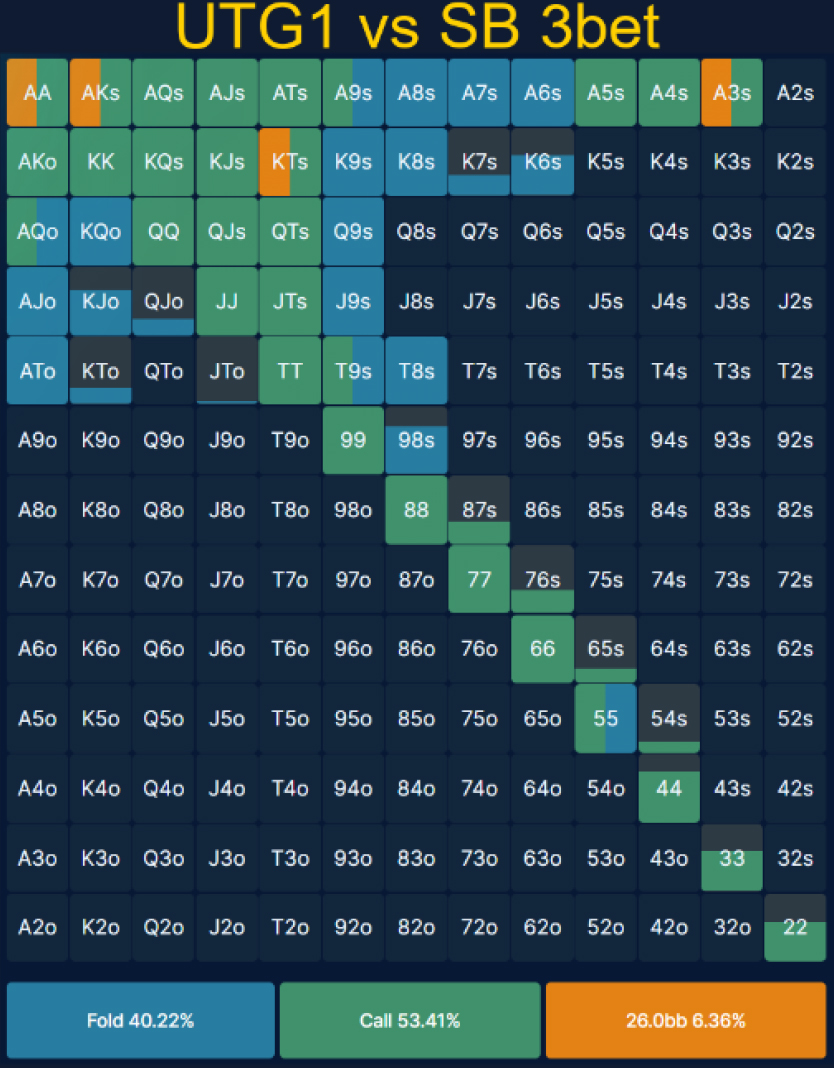 UTG1 vs SB 3bet
AA AKs AQs AJs ATs A9s A8s A7s A6s A5s A4s A3s A2s
AKo KK KQs KJs KTs K9s K8s K7s K6s K5s K4s K3s K2s
AQo KQo QQ QJs QTs Q9s Q8s Q7s Q6s Q5s Q4s Q3s Q2s
AJo KJo QJo JJ JTs J9s J8s J7s J6s J5s J4s J3s J2s
ATo KTo QTo JTo TT T9s T8s T7s T6s T5s T4s T3s T2s
A9o K9o Q9o J9o T9o 99 98s 97s 96s 95s 94s 93s 92s
A8o K8o Q8o J8o T8o 98o 88 87s 86s 85s 84s 83s 82s
A7o K7o Q7o J7o T7o 97o 87o 77 76s 75s 74s 73s 72s
A6o K6o Q6o J6o T6o 96o 86o 76o 66 65s 64s 63s 62s
A5o K5o Q5o J5o T5o 95o 85o 75o 65o 55 54s 53s 52s
A4o K4o Q4o J4o T4o 94o 84o 74o 64o 54o 44 43s 42s
A3o K3o Q3o J3o T3o 93o 83o 73o 63o 53o 43o 33 32s
A2o K2o Q2o J2o T2o 92o 82o 72o 62o 52o 42o 32o 22
Fold 40.22% Call 53.41% 26.0bb 6.36%